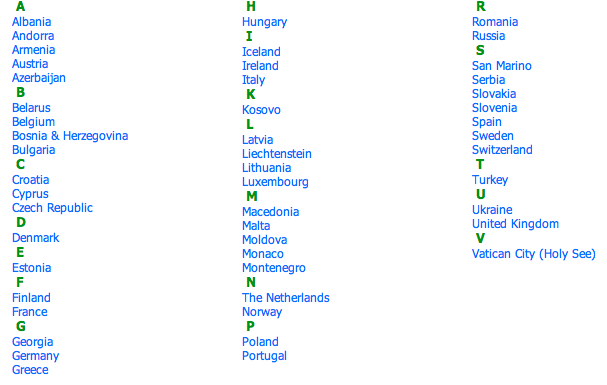 A
Albania
Andorra
Armenia
Austria
Azerbaijan
B
Belarus
Belgium
Bosnia & Herzegovina
Bulgaria
C
Croatia
Cyprus
Czech Republic
D
Denmark
E
Estonia
F
Finland
France
G
Georgia
Germany
Greece
H
Hungary
I
Iceland
Ireland
Italy
K
Kosovo
L
Latvia
Liechtenstein
Lithuania
Luxembourg
M
Macedonia
Malta
Moldova
Monaco
Montenegro
N
The Netherlands
Norway
P
Poland
Portugal
R
Romania
Russia
S
San Marino
Serbia
Slovakia
Slovenia
Spain
Sweden
Switzerland
T
Turkey
U
Ukraine
United Kingdom
V
Vatican City (Holy See)